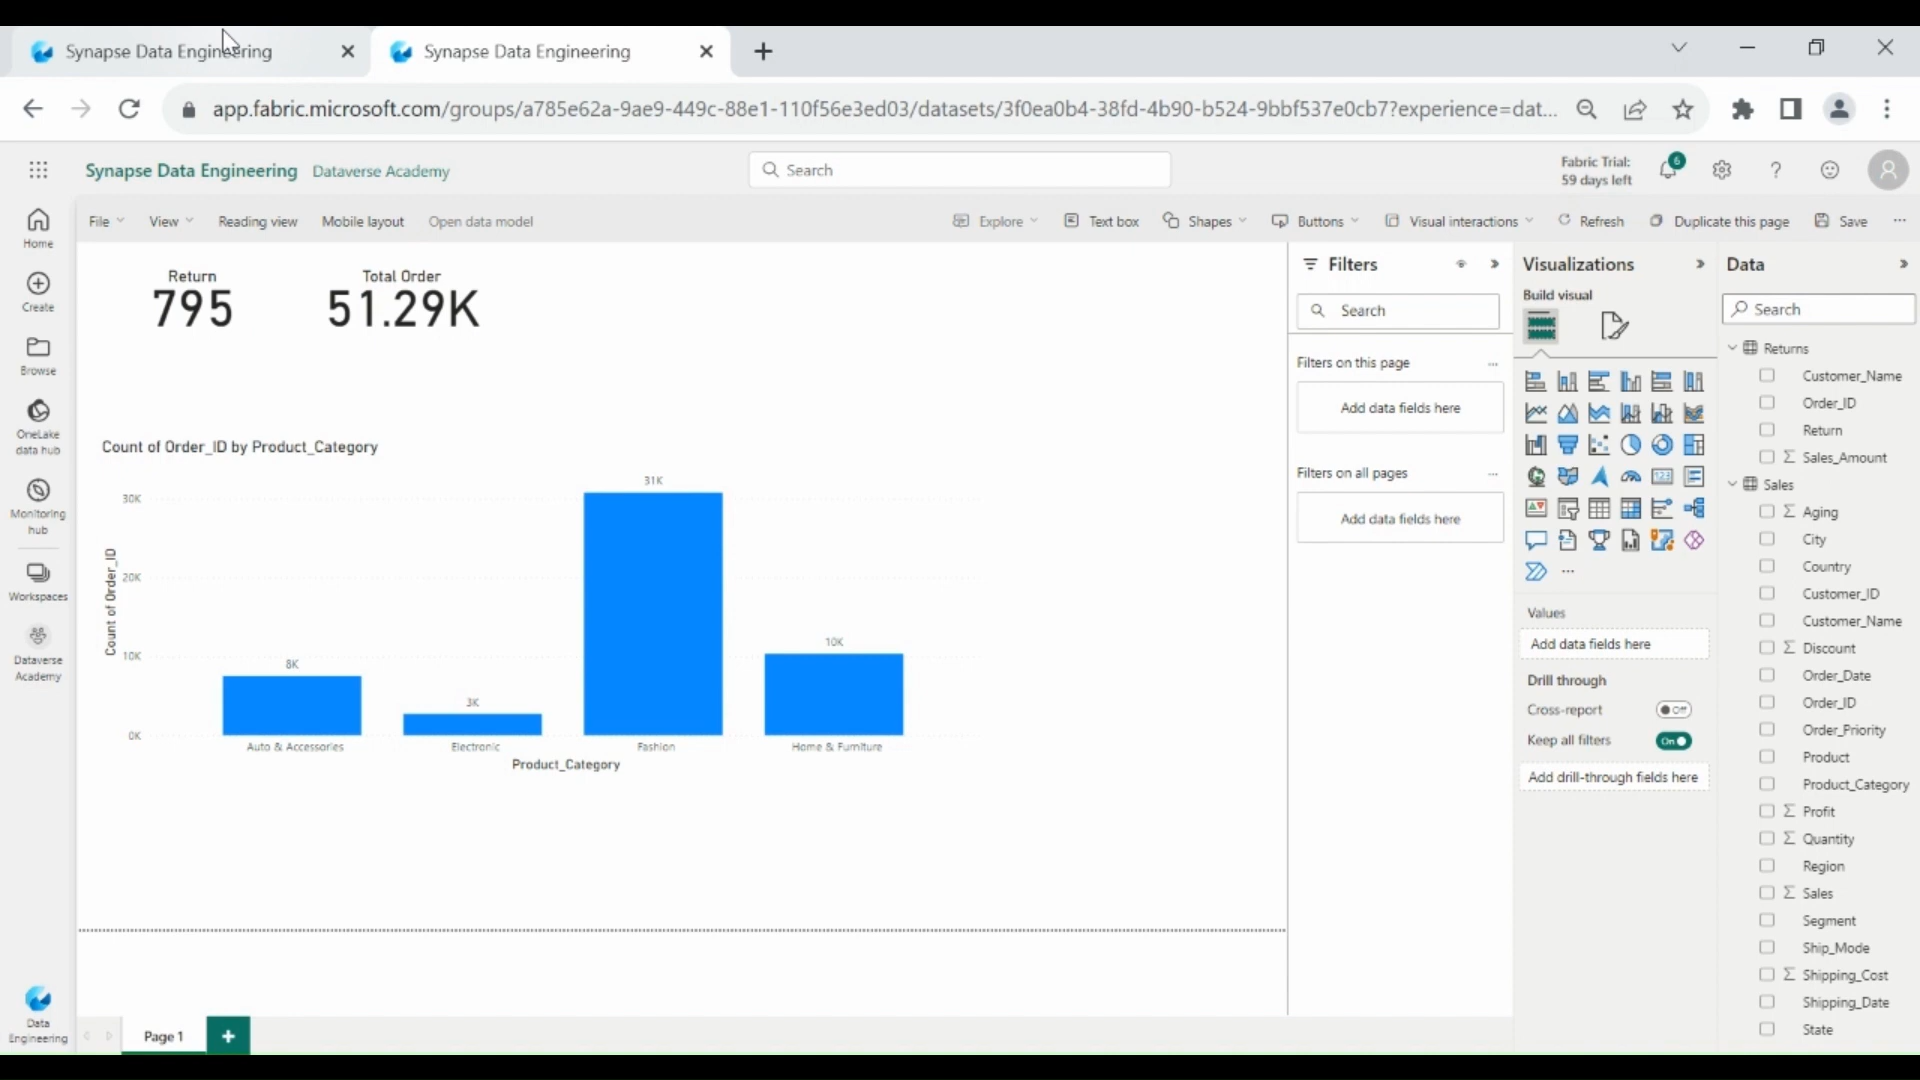 Synapse Data Engineering
Synapse Data Engineering
app.fabric.microsoft.com/groups/a785e62a-9ae9-449c-88e1-110f56e3ed03/datasets/3f0ea0b4-38fd-4b90-b524-9bbf537e0cb7?experience=dat...
Synapse Data Engineering Dataverse Academy
Search
Fabric Trial:
59 days left
6
File View Reading view Mobile layout Open data model
Explore Text box Shapes Buttons Visual interactions Refresh Duplicate this page Save ...
Home
Create
Browse
OneLake
data hub
Monitoring
hub
Workspaces
Dataverse
Academy
Data
Engineering
Return
795
Total Order
51.29K
Count of Order_ID by Product_Category
Count of Order_ID
30K
20K
10K
0K
8K
3K
31K
10K
Auto & Accessories
Electronic
Fashion
Home & Furniture
Product_Category
Page 1
Filters
Search
Filters on this page ...
Add data fields here
Filters on all pages ...
Add data fields here
Visualizations
Build visual
123
...
Values
Add data fields here
Drill through
Cross-report Off
Keep all filters On
Add drill-through fields here
Data
Search
Returns
Customer_Name
Order_ID
Return
Σ Sales_Amount
Sales
Σ Aging
City
Country
Customer_ID
Customer_Name
Σ Discount
Order_Date
Order_ID
Order_Priority
Product
Product_Category
Σ Profit
Σ Quantity
Region
Σ Sales
Segment
Ship_Mode
Σ Shipping_Cost
Shipping_Date
State